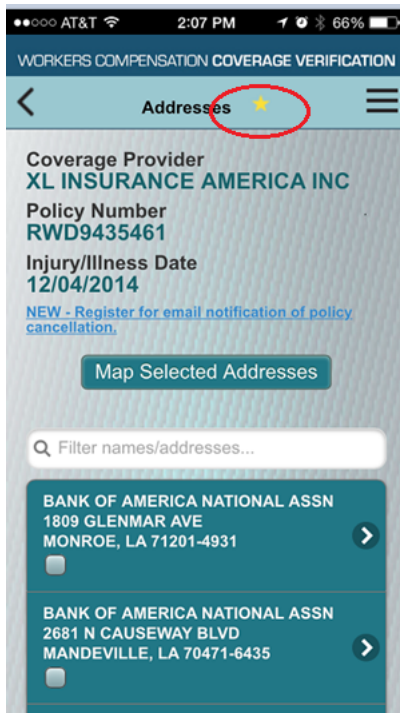 AT&T 2:07 PM 66%
WORKERS COMPENSATION COVERAGE VERIFICATION
Addresses
Coverage Provider
XL INSURANCE AMERICA INC
Policy Number
RWD9435461
Injury/Illness Date
12/04/2014
NEW - Register for email notification of policy
cancellation.
Map Selected Addresses
Filter names/addresses...
BANK OF AMERICA NATIONAL ASSN
1809 GLENMAR AVE
MONROE, LA 71201-4931
BANK OF AMERICA NATIONAL ASSN
2681 N CAUSEWAY BLVD
MANDEVILLE, LA 70471-6435